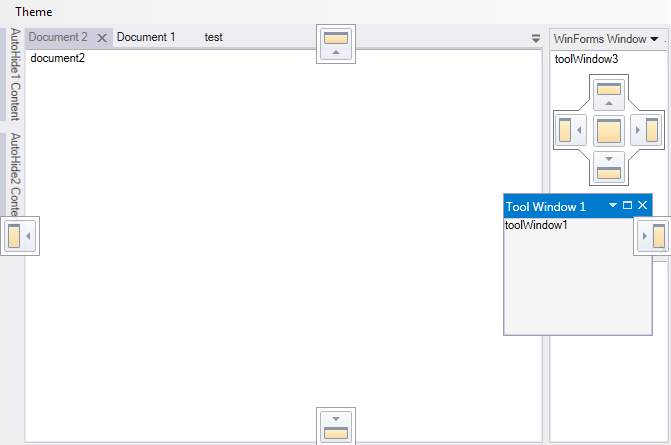 Theme
AutoHide1 Content
AutoHide2 Conte
Document 2
Document 1
test
document2
WinForms Window
toolWindow3
Tool Window 1
toolWindow1